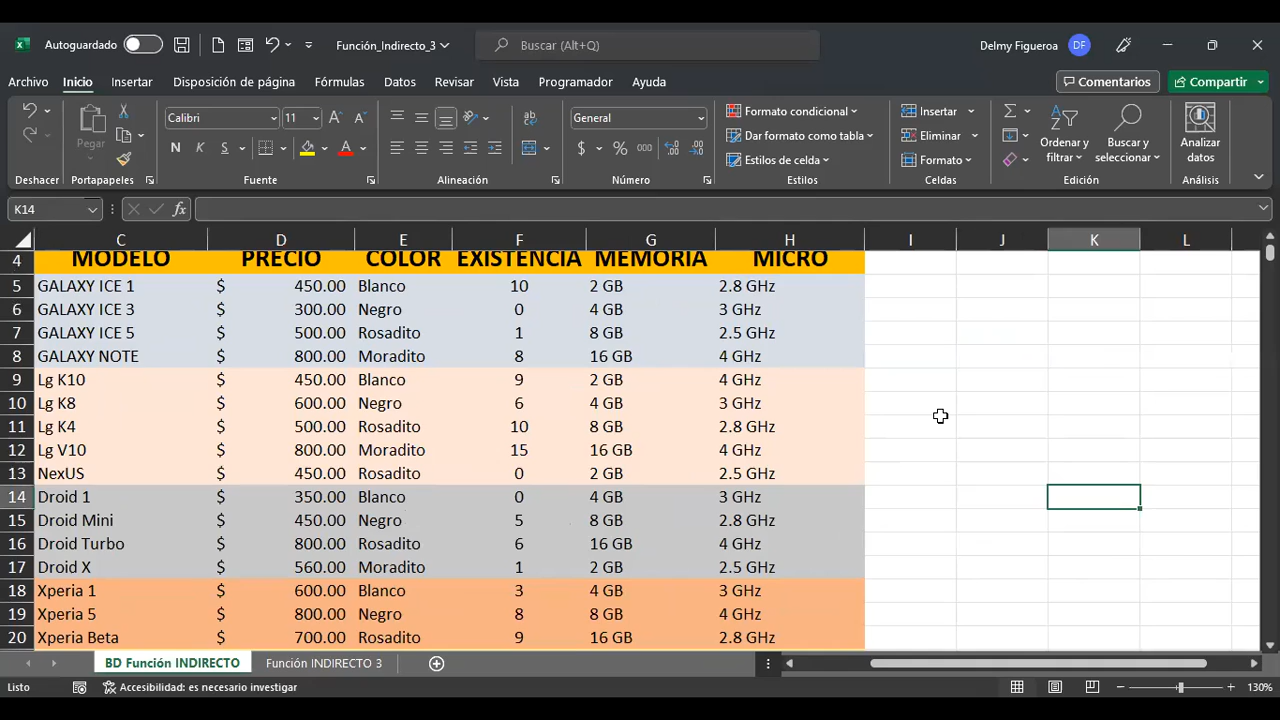 Autoguardado Función_Indirecto_3 Buscar (Alt+Q) Delmy Figueroa DF
Archivo Inicio Insertar Disposición de página Fórmulas Datos Revisar Vista Programador Ayuda Comentarios Compartir
Pegar Calibri 11 A A General Formato condicional Insertar Ordenar y filtrar Buscar y seleccionar Analizar datos
N K S A $ % 000 Dar formato como tabla Eliminar
Estilos de celda Formato
Deshacer Portapapeles Fuente Alineación Número Estilos Celdas Edición Análisis
K14 fx
C D E F G H I J K L
4 MODELO PRECIO COLOR EXISTENCIA MEMORIA MICRO
5 GALAXY ICE 1 $ 450.00 Blanco 10 2 GB 2.8 GHz
6 GALAXY ICE 3 $ 300.00 Negro 0 4 GB 3 GHz
7 GALAXY ICE 5 $ 500.00 Rosadito 1 8 GB 2.5 GHz
8 GALAXY NOTE $ 800.00 Moradito 8 16 GB 4 GHz
9 Lg K10 $ 450.00 Blanco 9 2 GB 4 GHz
10 Lg K8 $ 600.00 Negro 6 4 GB 3 GHz
11 Lg K4 $ 500.00 Rosadito 10 8 GB 2.8 GHz
12 Lg V10 $ 800.00 Moradito 15 16 GB 4 GHz
13 NexUS $ 450.00 Rosadito 0 2 GB 2.5 GHz
14 Droid 1 $ 350.00 Blanco 0 4 GB 3 GHz
15 Droid Mini $ 450.00 Negro 5 8 GB 2.8 GHz
16 Droid Turbo $ 800.00 Rosadito 6 16 GB 4 GHz
17 Droid X $ 560.00 Moradito 1 2 GB 2.5 GHz
18 Xperia 1 $ 600.00 Blanco 3 4 GB 3 GHz
19 Xperia 5 $ 800.00 Negro 8 8 GB 4 GHz
20 Xperia Beta $ 700.00 Rosadito 9 16 GB 2.8 GHz
BD Función INDIRECTO Función INDIRECTO 3
Listo Accesibilidad: es necesario investigar 130%